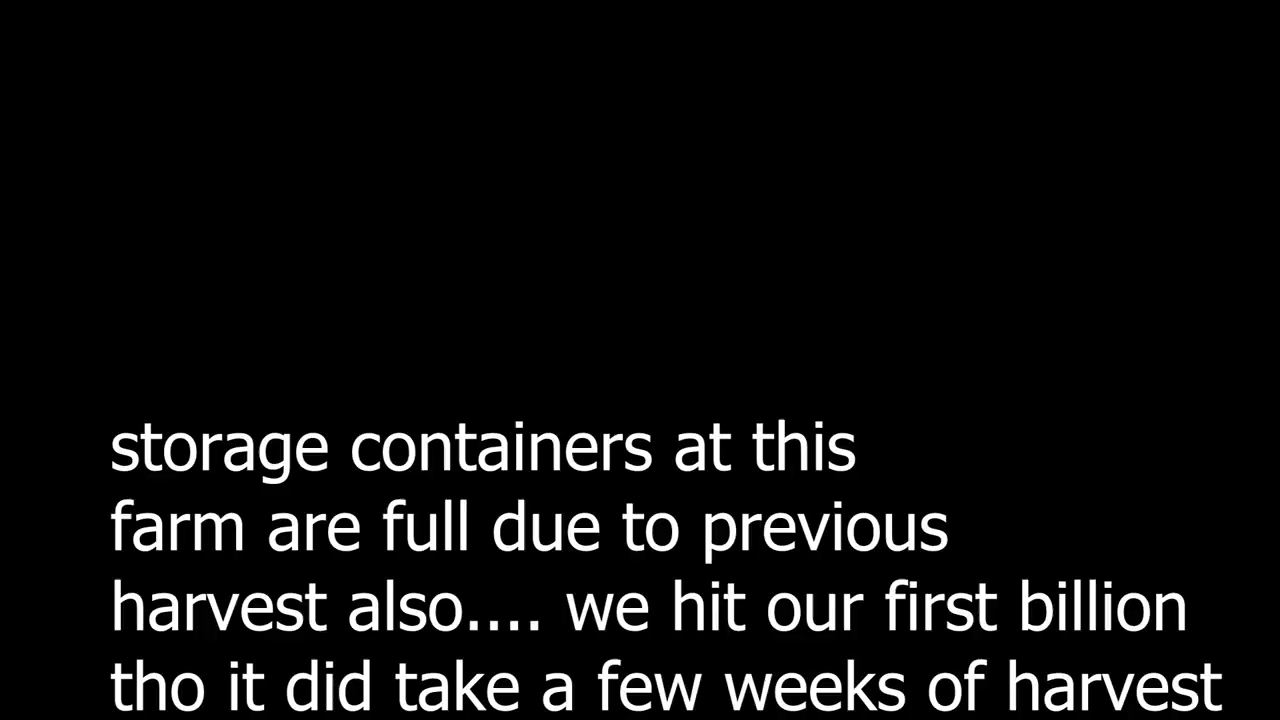 storage containers at this
farm are full due to previous
harvest also.... we hit our first billion
tho it did take a few weeks of harvest